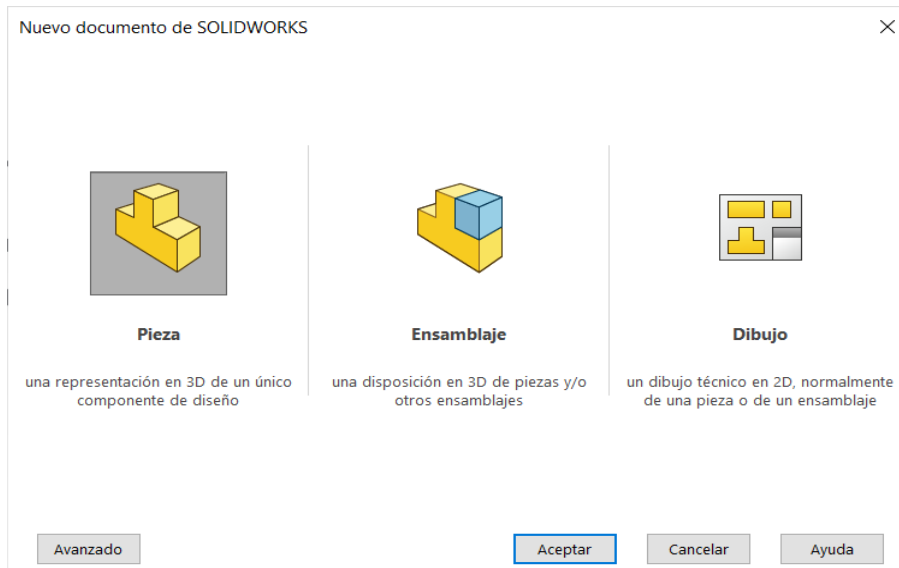 Nuevo documento de SOLIDWORKS
Pieza
una representación en 3D de un único
componente de diseño
Ensamblaje
una disposición en 3D de piezas y/o
otros ensamblajes
Dibujo
un dibujo técnico en 2D, normalmente
de una pieza o de un ensamblaje
Avanzado
Aceptar
Cancelar
Ayuda